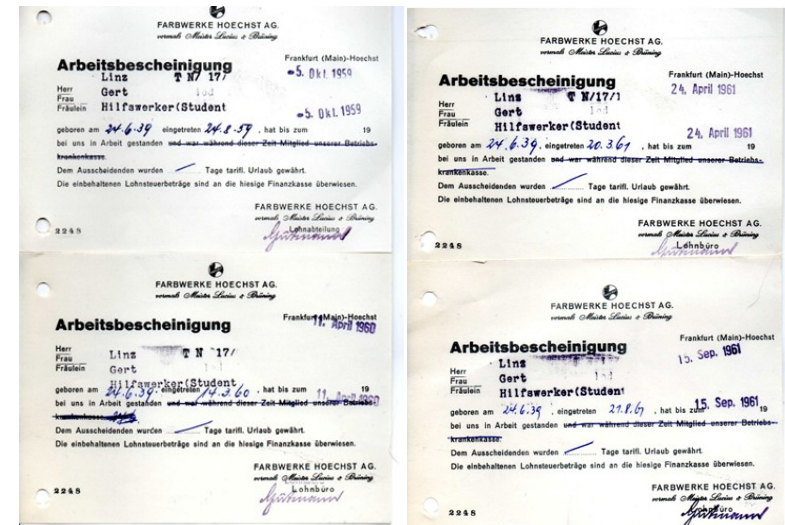 FARBWERKE HOECHST AG.
vormals Meister Lucius & Brüning
Arbeitsbescheinigung
Frankfurt (Main)-Hoechst
-5. Okt. 1959
Linz T N/ 17/
Herr
Frau
Fräulein
Gert
Hilfswerker(Student
-5. Okt. 1959
geboren am 24.6.39 eingetreten 24.8.59, hat bis zum 19
bei uns in Arbeit gestanden und war während dieser Zeit Mitglied unserer Betriebs-
krankenkasse.
Dem Ausscheidenden wurden Tage tarifl. Urlaub gewährt.
Die einbehaltenen Lohnsteuerbeträge sind an die hiesige Finanzkasse überwiesen.
FARBWERKE HOECHST AG.
vormals Meister Lucius & Brüning
Lohnabteilung
2248
FARBWERKE HOECHST AG.
vormals Meister Lucius & Brüning
Arbeitsbescheinigung
Frankfurt (Main)-Hoechst
11. April 1960
Herr
Frau
Fräulein
Linz T N 17/
Gert
Hilfswerker(Student
geboren am 24.6.39, eingetreten 14.3.60, hat bis zum 11. April 1960 19
bei uns in Arbeit gestanden und war während dieser Zeit Mitglied unserer Betriebs-
krankenkasse.
Dem Ausscheidenden wurden Tage tarifl. Urlaub gewährt.
Die einbehaltenen Lohnsteuerbeträge sind an die hiesige Finanzkasse überwiesen.
FARBWERKE HOECHST AG.
vormals Meister Lucius & Brüning
Lohnbüro
2248
FARBWERKE HOECHST AG.
vormals Meister Lucius & Brüning
Arbeitsbescheinigung
Frankfurt (Main)-Hoechst
24. April 1961
Linz T N/17/1
Herr
Frau
Fräulein
Gert
Hilfswerker(Student
24. April 1961
geboren am 24.6.39, eingetreten 20.3.61, hat bis zum 19
bei uns in Arbeit gestanden und war während dieser Zeit Mitglied unserer Betriebs-
krankenkasse.
Dem Ausscheidenden wurden Tage tarifl. Urlaub gewährt.
Die einbehaltenen Lohnsteuerbeträge sind an die hiesige Finanzkasse überwiesen.
FARBWERKE HOECHST AG.
vormals Meister Lucius & Brüning
Lohnbüro
2248
FARBWERKE HOECHST AG.
vormals Meister Lucius & Brüning
Arbeitsbescheinigung
Frankfurt (Main)-Hoechst
15. Sep. 1961
Linz
Herr
Frau
Fräulein
Gert
Hilfswerker(Student
geboren am 24.6.39, eingetreten 21.8.61, hat bis zum 15. Sep. 1961 19
bei uns in Arbeit gestanden und war während dieser Zeit Mitglied unserer Betriebs-
krankenkasse.
Dem Ausscheidenden wurden Tage tarifl. Urlaub gewährt.
Die einbehaltenen Lohnsteuerbeträge sind an die hiesige Finanzkasse überwiesen.
FARBWERKE HOECHST AG.
vormals Meister Lucius & Brüning
Lohnbüro
2248